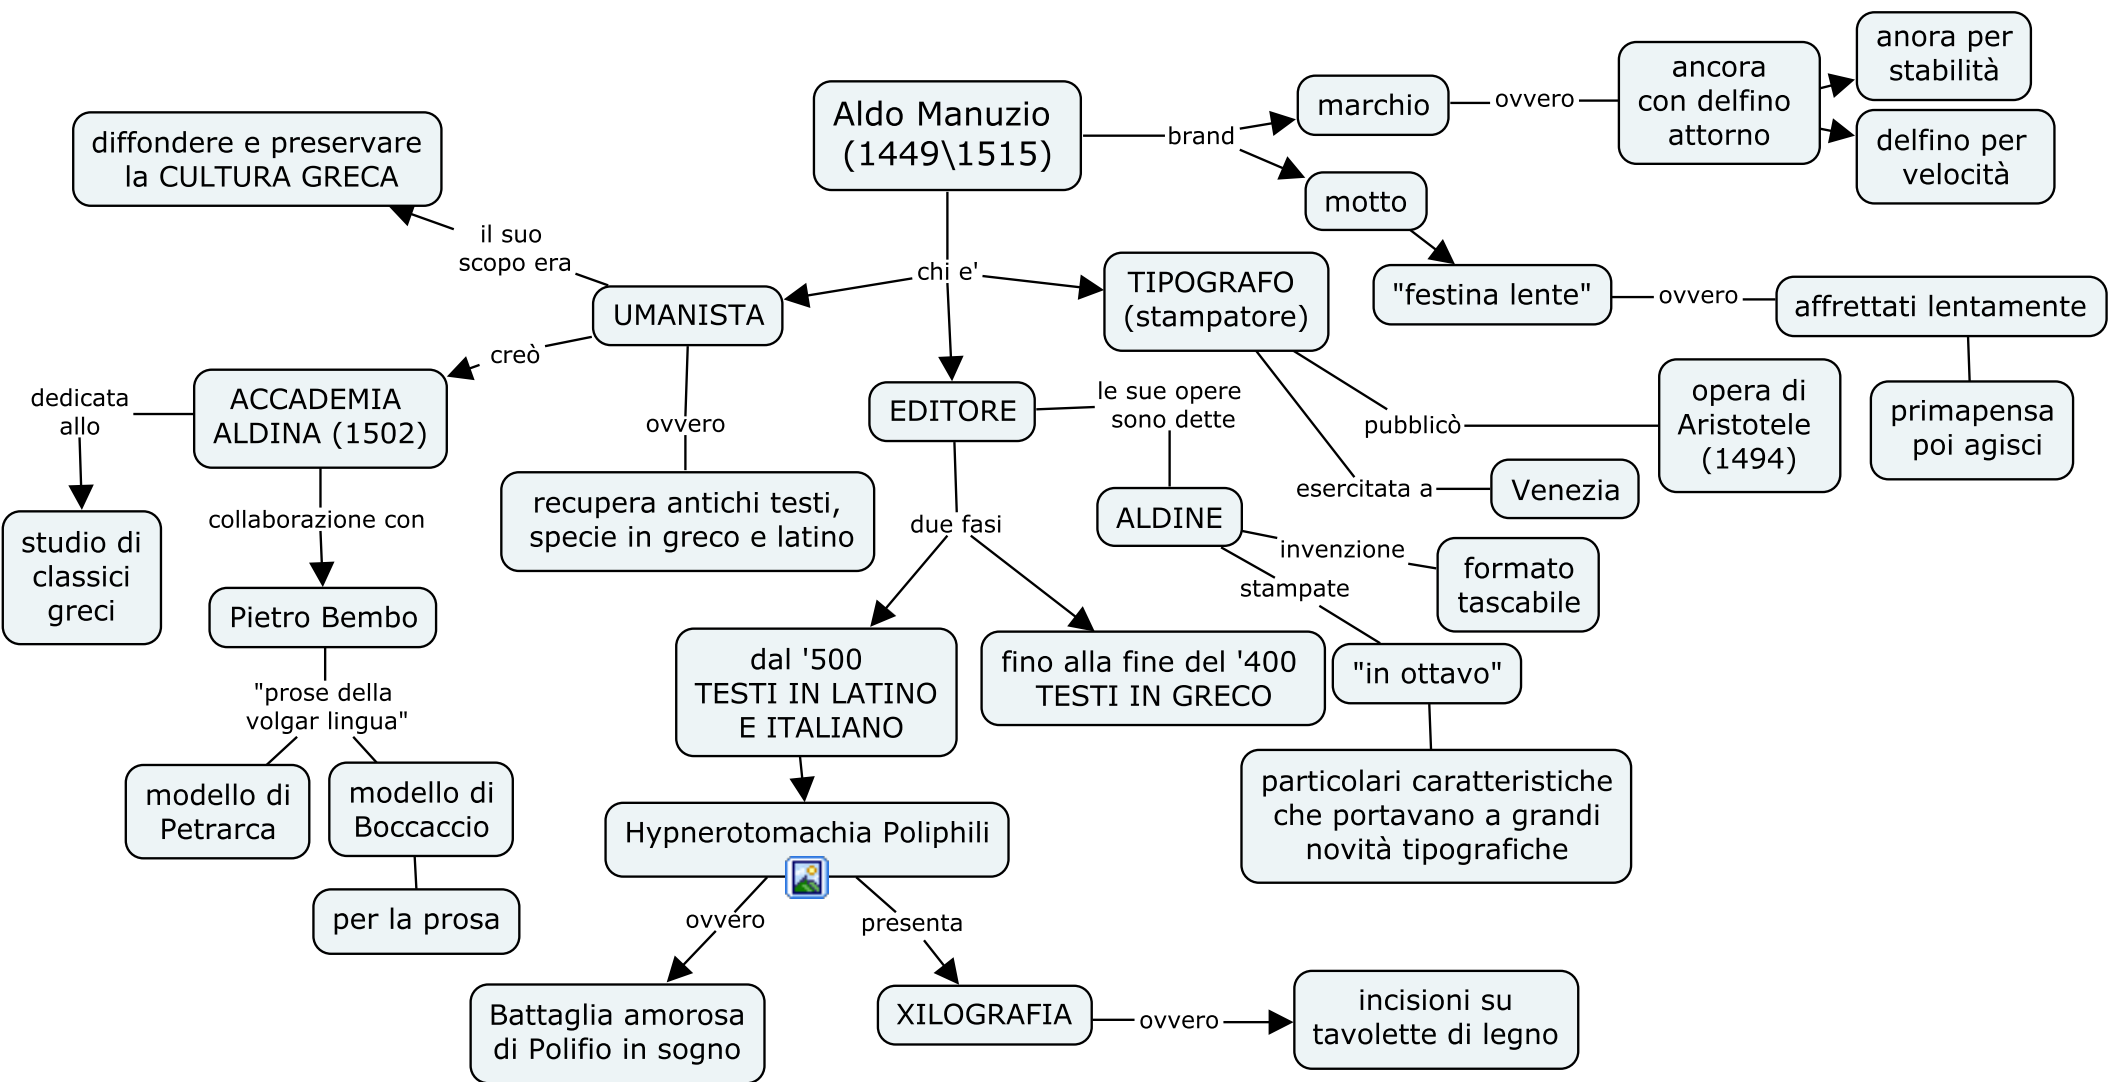 Aldo Manuzio
(1449\1515)
brand
marchio
ovvero
ancora
con delfino
attorno
anora per
stabilità
delfino per
velocità
motto
"festina lente"
ovvero
affrettati lentamente
primapensa
poi agisci
chi e'
UMANISTA
il suo
scopo era
diffondere e preservare
la CULTURA GRECA
creò
ACCADEMIA
ALDINA (1502)
dedicata
allo
studio di
classici
greci
collaborazione con
Pietro Bembo
"prose della
volgar lingua"
modello di
Petrarca
modello di
Boccaccio
per la prosa
ovvero
recupera antichi testi,
specie in greco e latino
EDITORE
le sue opere
sono dette
ALDINE
invenzione
formato
tascabile
stampate
"in ottavo"
particolari caratteristiche
che portavano a grandi
novità tipografiche
due fasi
dal '500
TESTI IN LATINO
E ITALIANO
fino alla fine del '400
TESTI IN GRECO
Hypnerotomachia Poliphili
ovvero
Battaglia amorosa
di Polifio in sogno
presenta
XILOGRAFIA
ovvero
incisioni su
tavolette di legno
TIPOGRAFO
(stampatore)
pubblicò
opera di
Aristotele
(1494)
esercitata a
Venezia